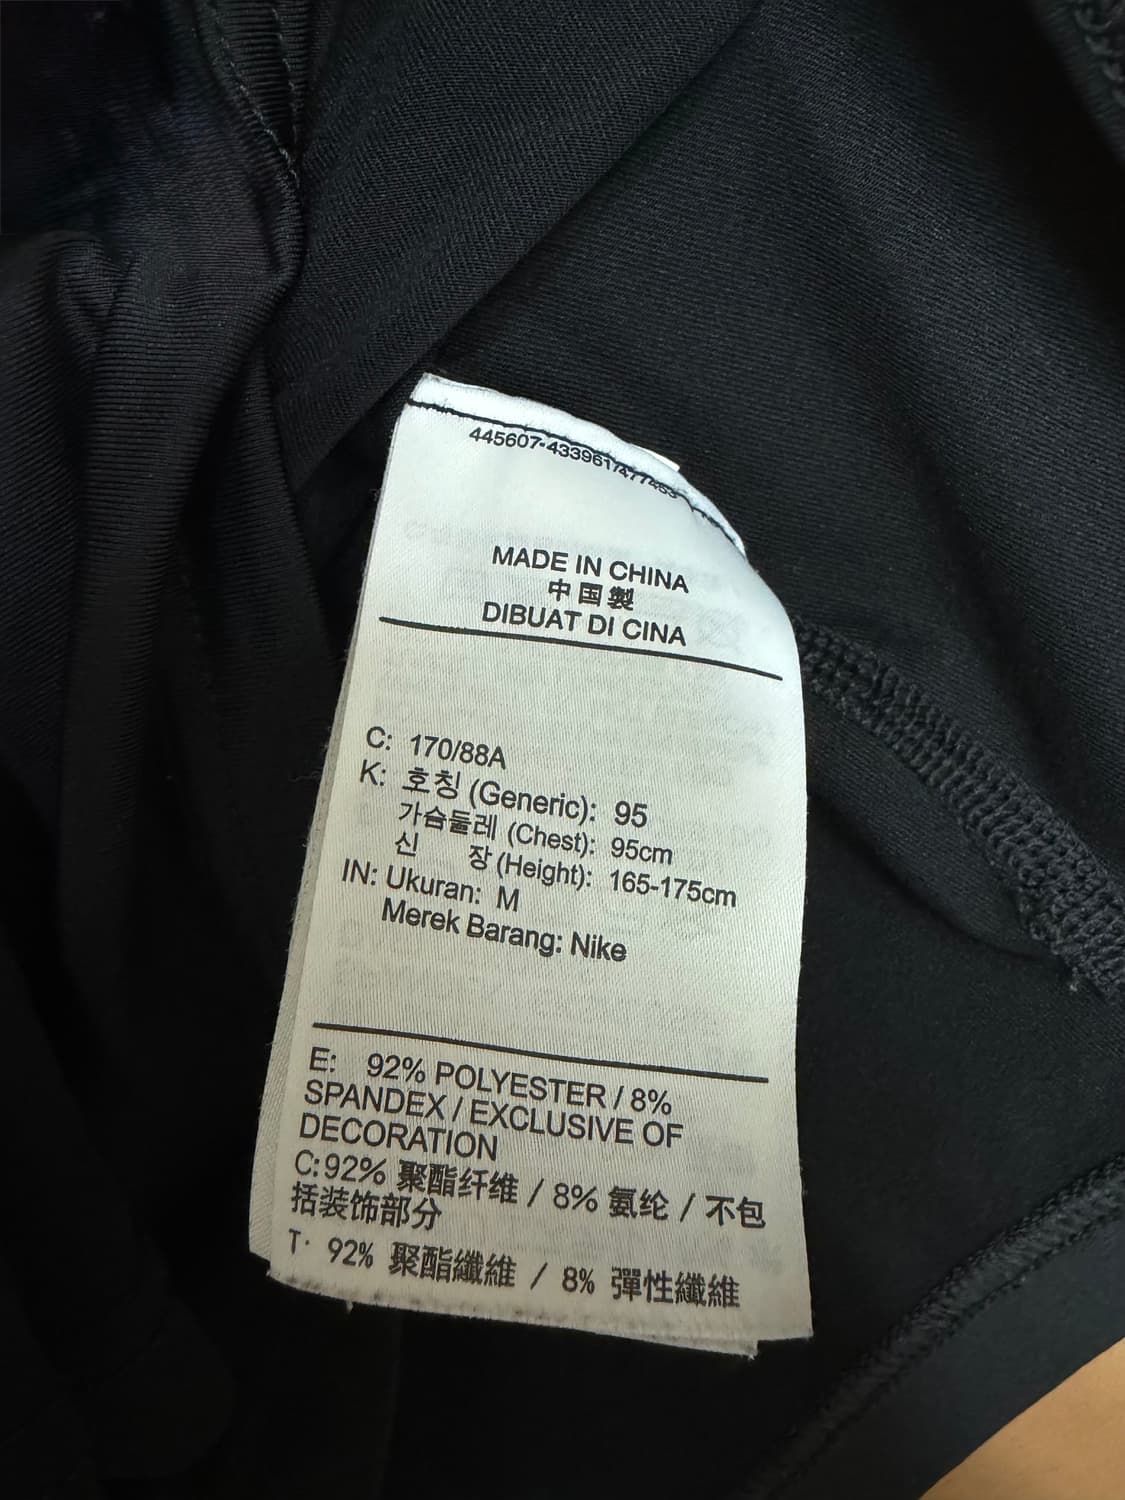 445607-433961/477453
MADE IN CHINA
中国製
DIBUAT DI CINA
C: 170/88A
K: 호칭 (Generic): 95
가슴둘레 (Chest): 95cm
신 장 (Height): 165-175cm
IN: Ukuran: M
Merek Barang: Nike
E: 92% POLYESTER / 8%
SPANDEX / EXCLUSIVE OF
DECORATION
C:92% 聚酯纤维 / 8% 氨纶 / 不包
括装饰部分
T: 92% 聚酯纖維 / 8% 彈性纖維